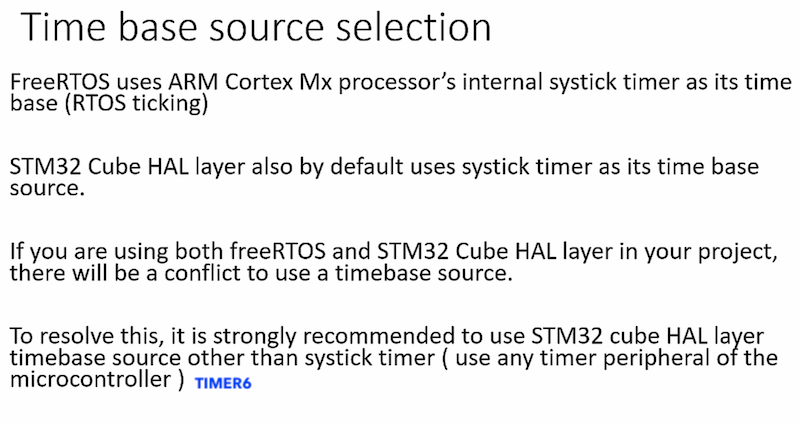 Time base source selection
FreeRTOS uses ARM Cortex Mx processor’s internal systick timer as its time
base (RTOS ticking)
STM32 Cube HAL layer also by default uses systick timer as its time base
source.
If you are using both freeRTOS and STM32 Cube HAL layer in your project,
there will be a conflict to use a timebase source.
To resolve this, it is strongly recommended to use STM32 cube HAL layer
timebase source other than systick timer ( use any timer peripheral of the
microcontroller ) TIMER6